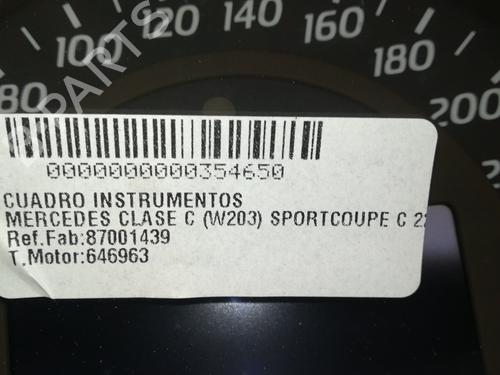 80 100 120 140 160 180 200
0000000000354650
CUADRO INSTRUMENTOS
MERCEDES CLASE C (W203) SPORTCOUPE C 22
Ref.Fab:87001439
T.Motor:646963